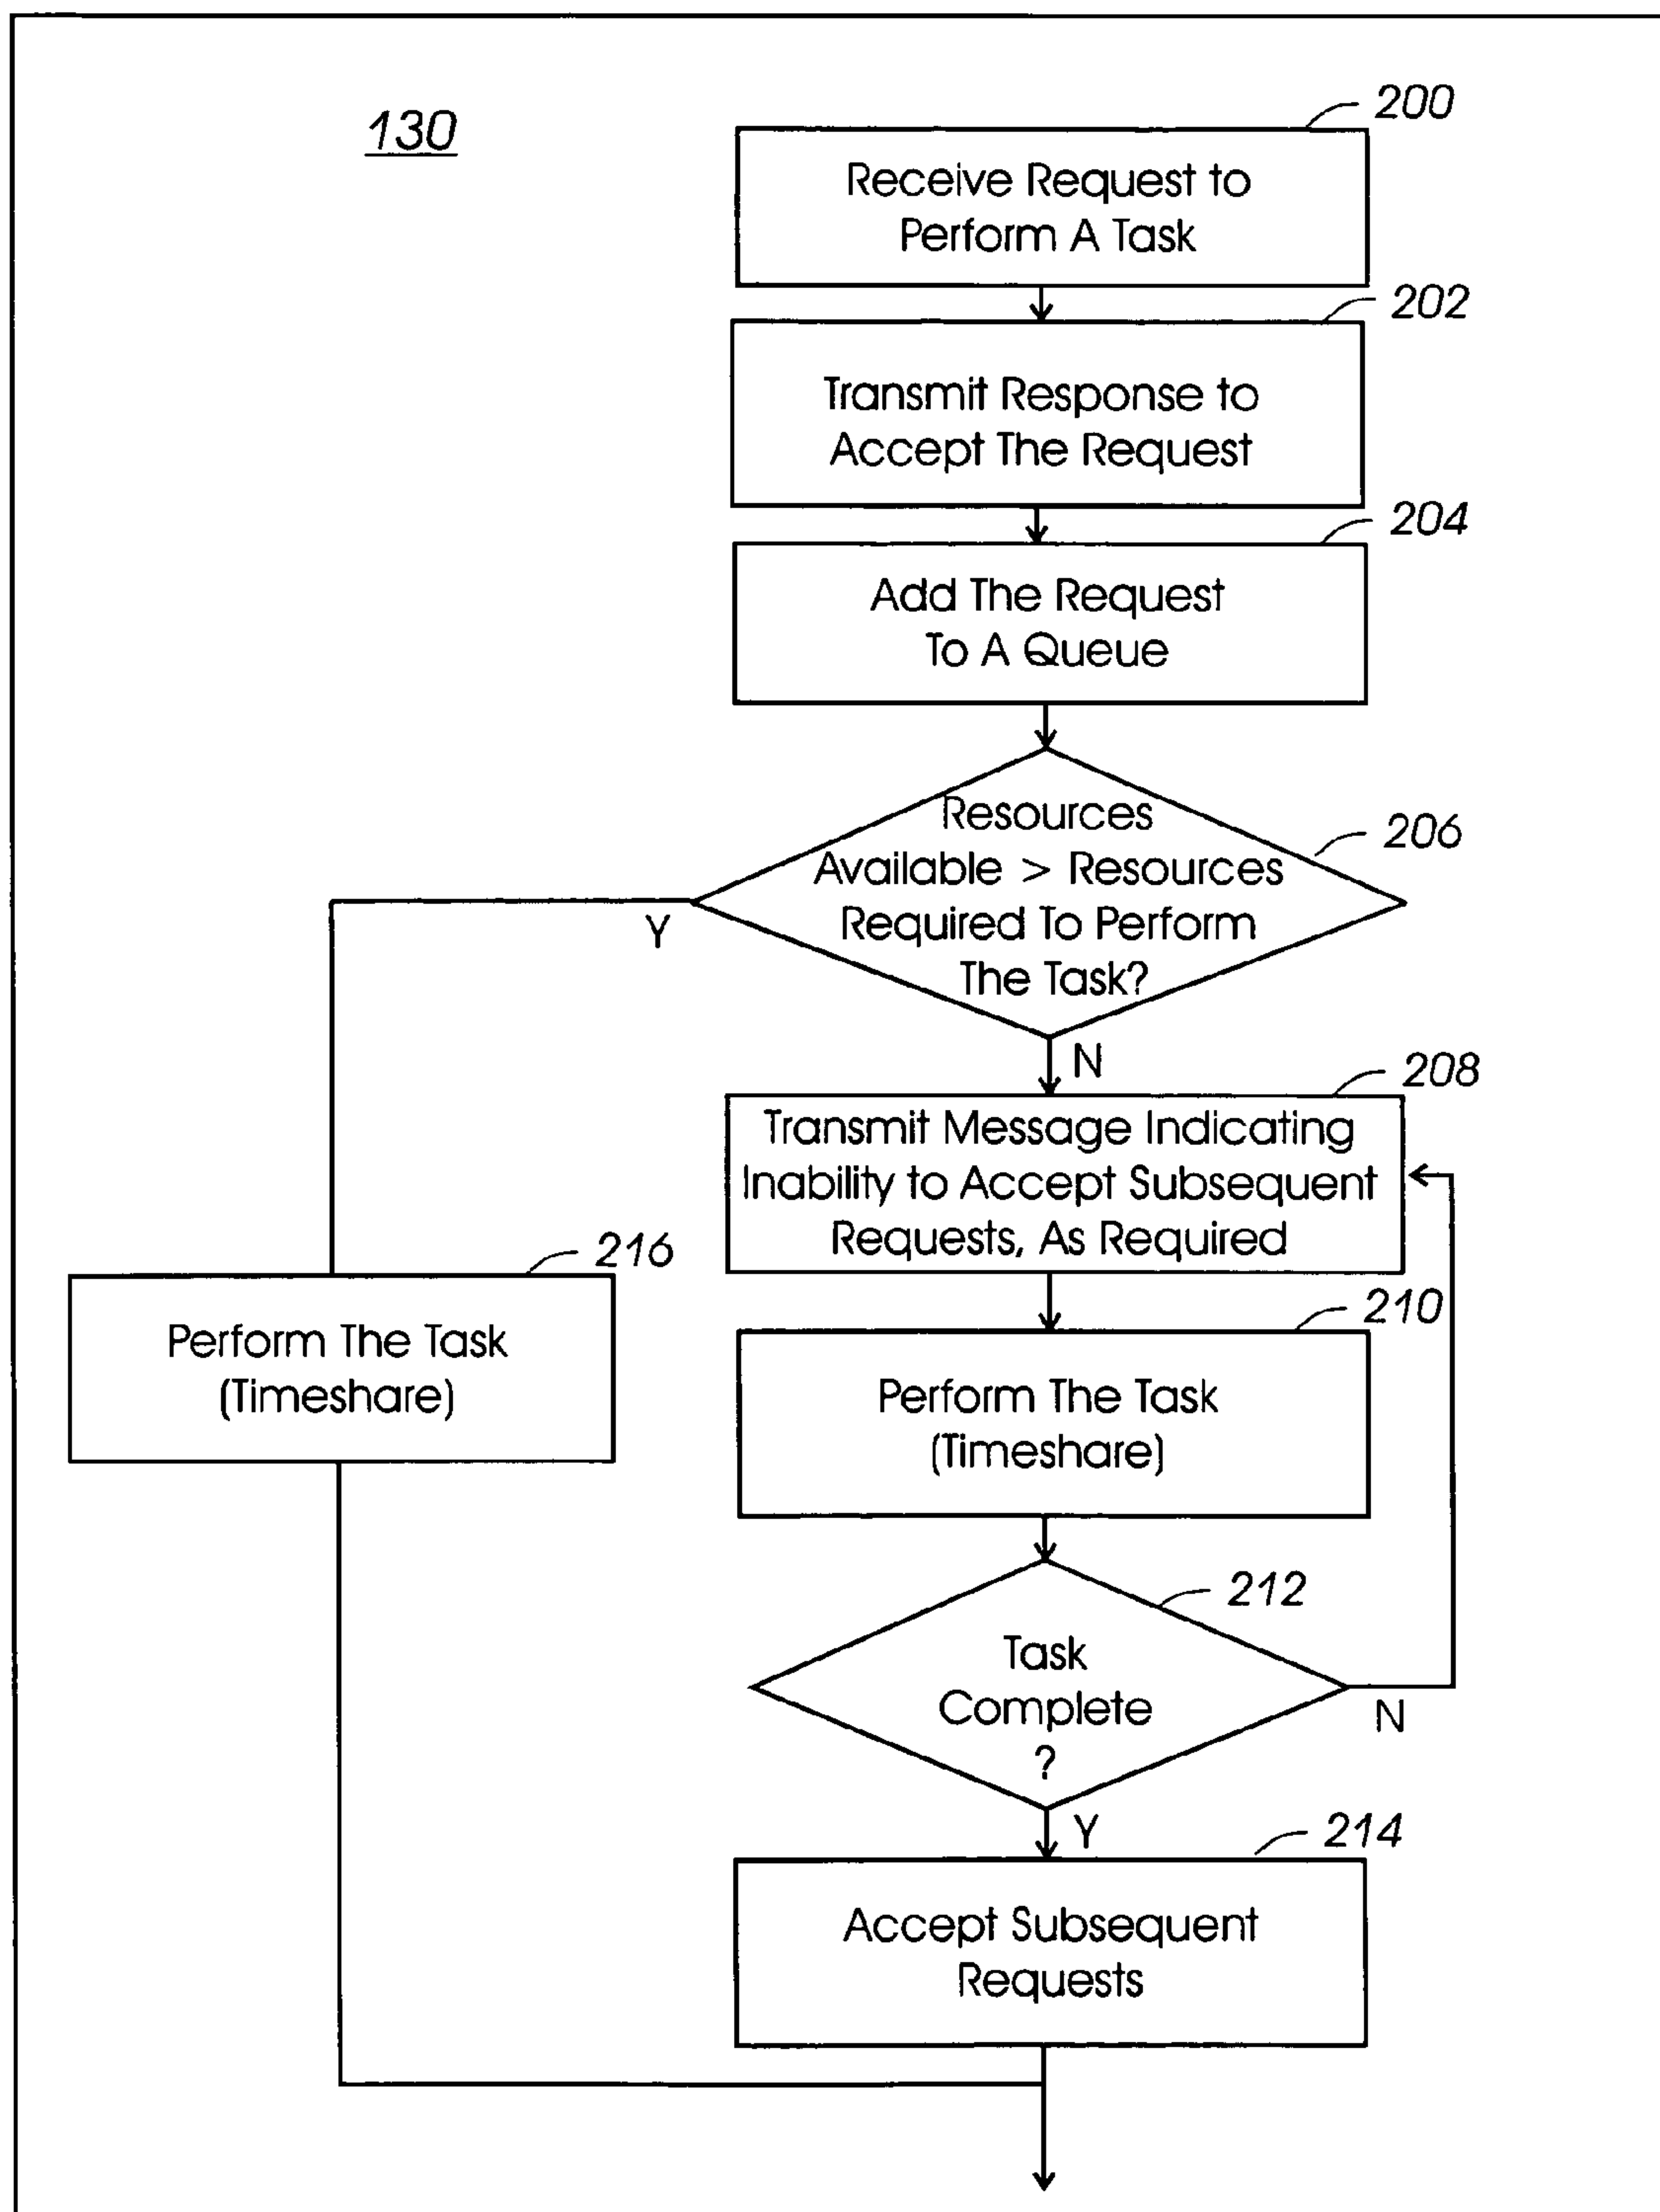 130
200
Receive Request to
Perform A Task
202
Transmit Response to
Accept The Request
204
Add The Request
To A Queue
206
Resources
Available > Resources
Required To Perform
The Task?
Y
N
208
Transmit Message Indicating
Inability to Accept Subsequent
Requests, As Required
216
Perform The Task
(Timeshare)
210
Perform The Task
(Timeshare)
212
Task
Complete
?
N
Y
214
Accept Subsequent
Requests